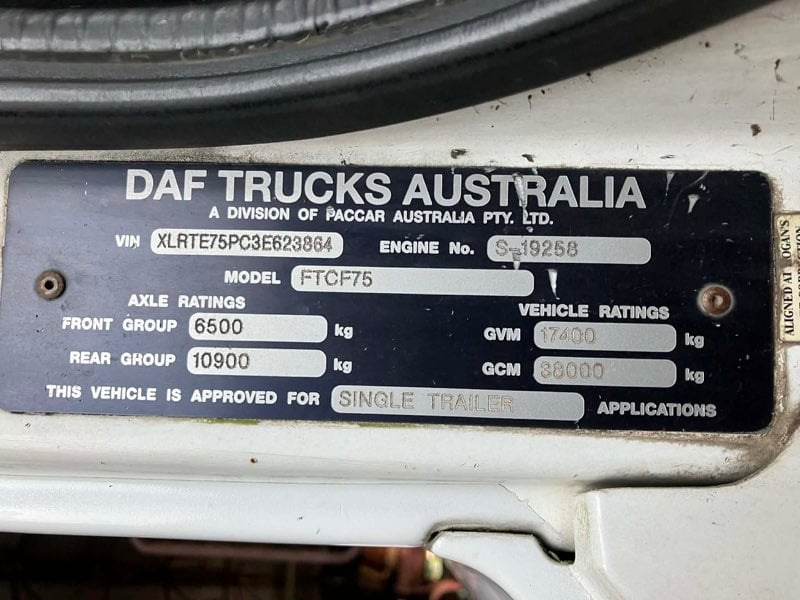 DAF TRUCKS AUSTRALIA
A DIVISION OF PACCAR AUSTRALIA PTY. LTD.
VIN XLRTE75PC3E623864 ENGINE No. S-19258
MODEL FTCF75
AXLE RATINGS VEHICLE RATINGS
FRONT GROUP 6500 kg GVM 17400 kg
REAR GROUP 10900 kg GCM 38000 kg
THIS VEHICLE IS APPROVED FOR SINGLE TRAILER APPLICATIONS
ALIGNED AT